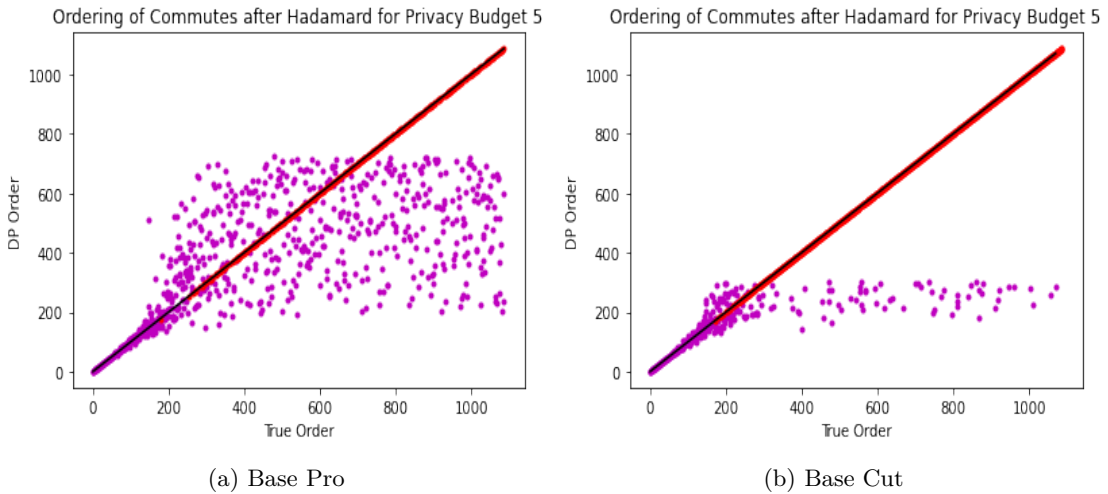 Ordering of Commutes after Hadamard for Privacy Budget 5
1000
800
600
400
200
0
DP Order
0 200 400 600 800 1000
True Order
(a) Base Pro
Ordering of Commutes after Hadamard for Privacy Budget 5
1000
800
600
400
200
0
DP Order
0 200 400 600 800 1000
True Order
(b) Base Cut